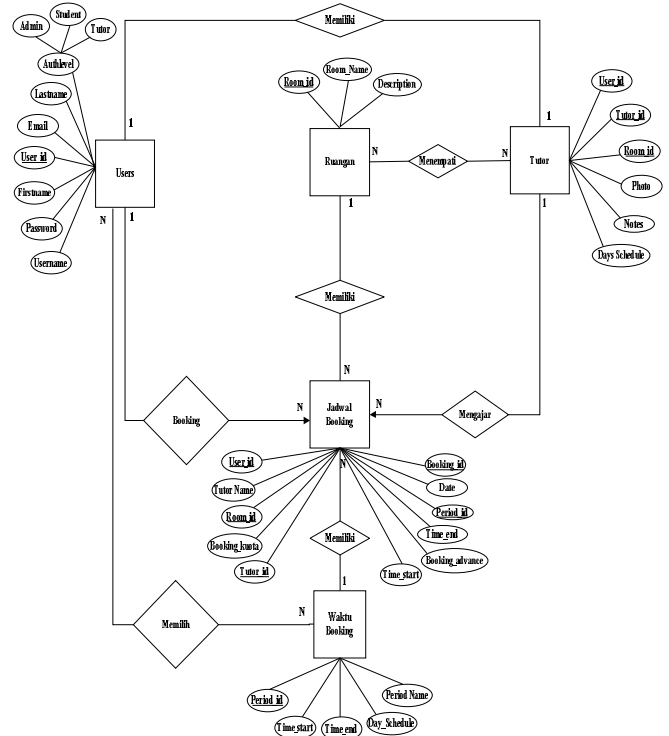 Memiliki
Student
Admin
Tutor
Authlevel
Lastname
Email
User_id
Firstname
Password
Username
Users
1
N
1
Room_id
Room_Name
Description
Ruangan
N
Menempati
N
1
Tutor
1
1
User_id
Tutor_id
Room_id
Photo
Notes
Days Schedule
Memiliki
N
Booking
N
Jadwal
Booking
N
Mengajar
User_id
Tutor Name
Room_id
Booking_kuota
Tutor_id
N
Booking_id
Date
Period_id
Time_end
Booking_advance
Time_start
Memiliki
1
Memilih
N
Waktu
Booking
Period_id
Time_start
Time_end
Day_Schedule
Period Name